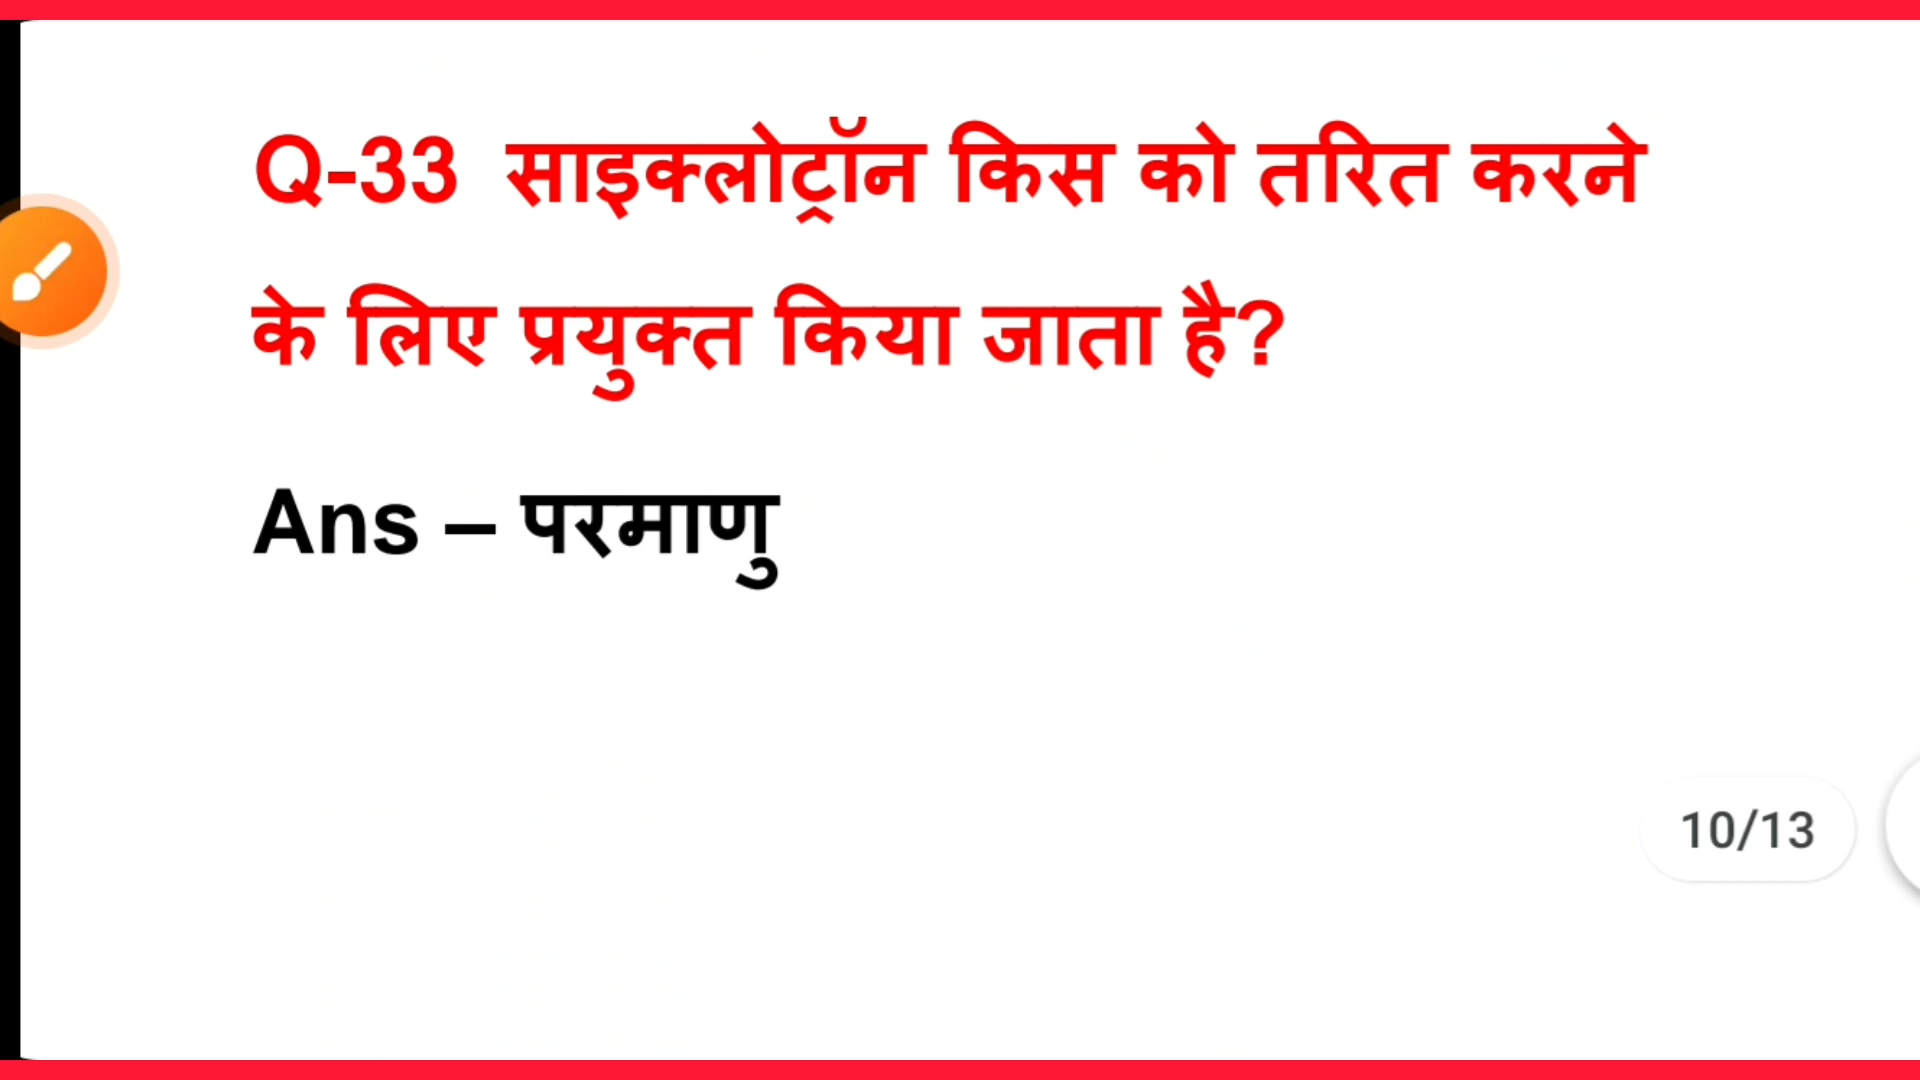 Q-33 साइक्लोट्रॉन किस को तरित करने
के लिए प्रयुक्त किया जाता है?
Ans – परमाणु
10/13